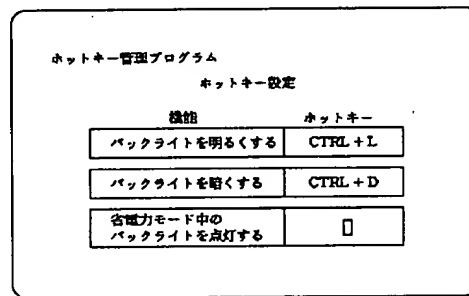 ホットキー管理プログラム
ホットキー設定
機能 ホットキー
バックライトを明るくする CTRL + L
バックライトを暗くする CTRL + D
省電力モード中の
バックライトを点灯する